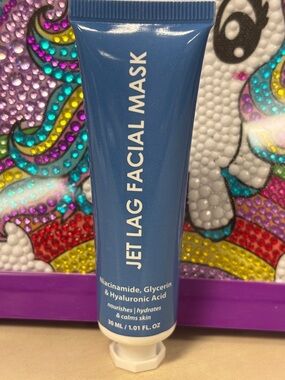 JET LAG FACIAL MASK
Niacinamide, Glycerin
& Hyaluronic Acid
nourishes | hydrates
& calms skin
30 ML / 1.01 FL. OZ